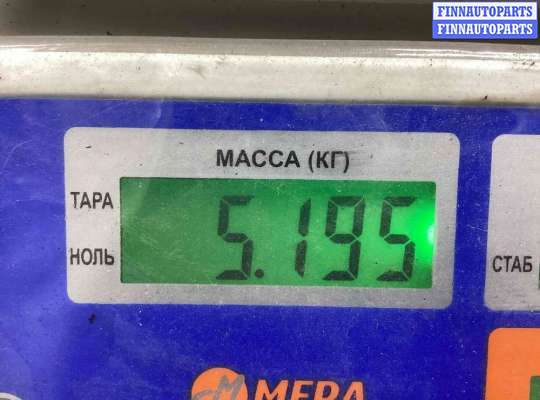 FINNAUTOPARTS
FINNAUTOPARTS
МАССА (КГ)
ТАРА
5.195
НОЛЬ
СТАБ
МЕРА